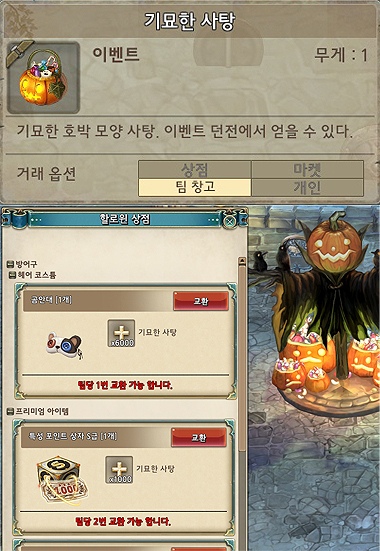 기묘한 사탕
이벤트
무게 : 1
기묘한 호박 모양 사탕. 이벤트 던전에서 얻을 수 있다.
거래 옵션
상점
마켓
팀 창고
개인
할로윈 상점
방어구
헤어 코스튬
곰안대 [1개]
교환
기묘한 사탕
x6000
팀당 1번 교환 가능 합니다.
프리미엄 아이템
특성 포인트 상자 S급 [1개]
교환
기묘한 사탕
x1000
팀당 2번 교환 가능 합니다.